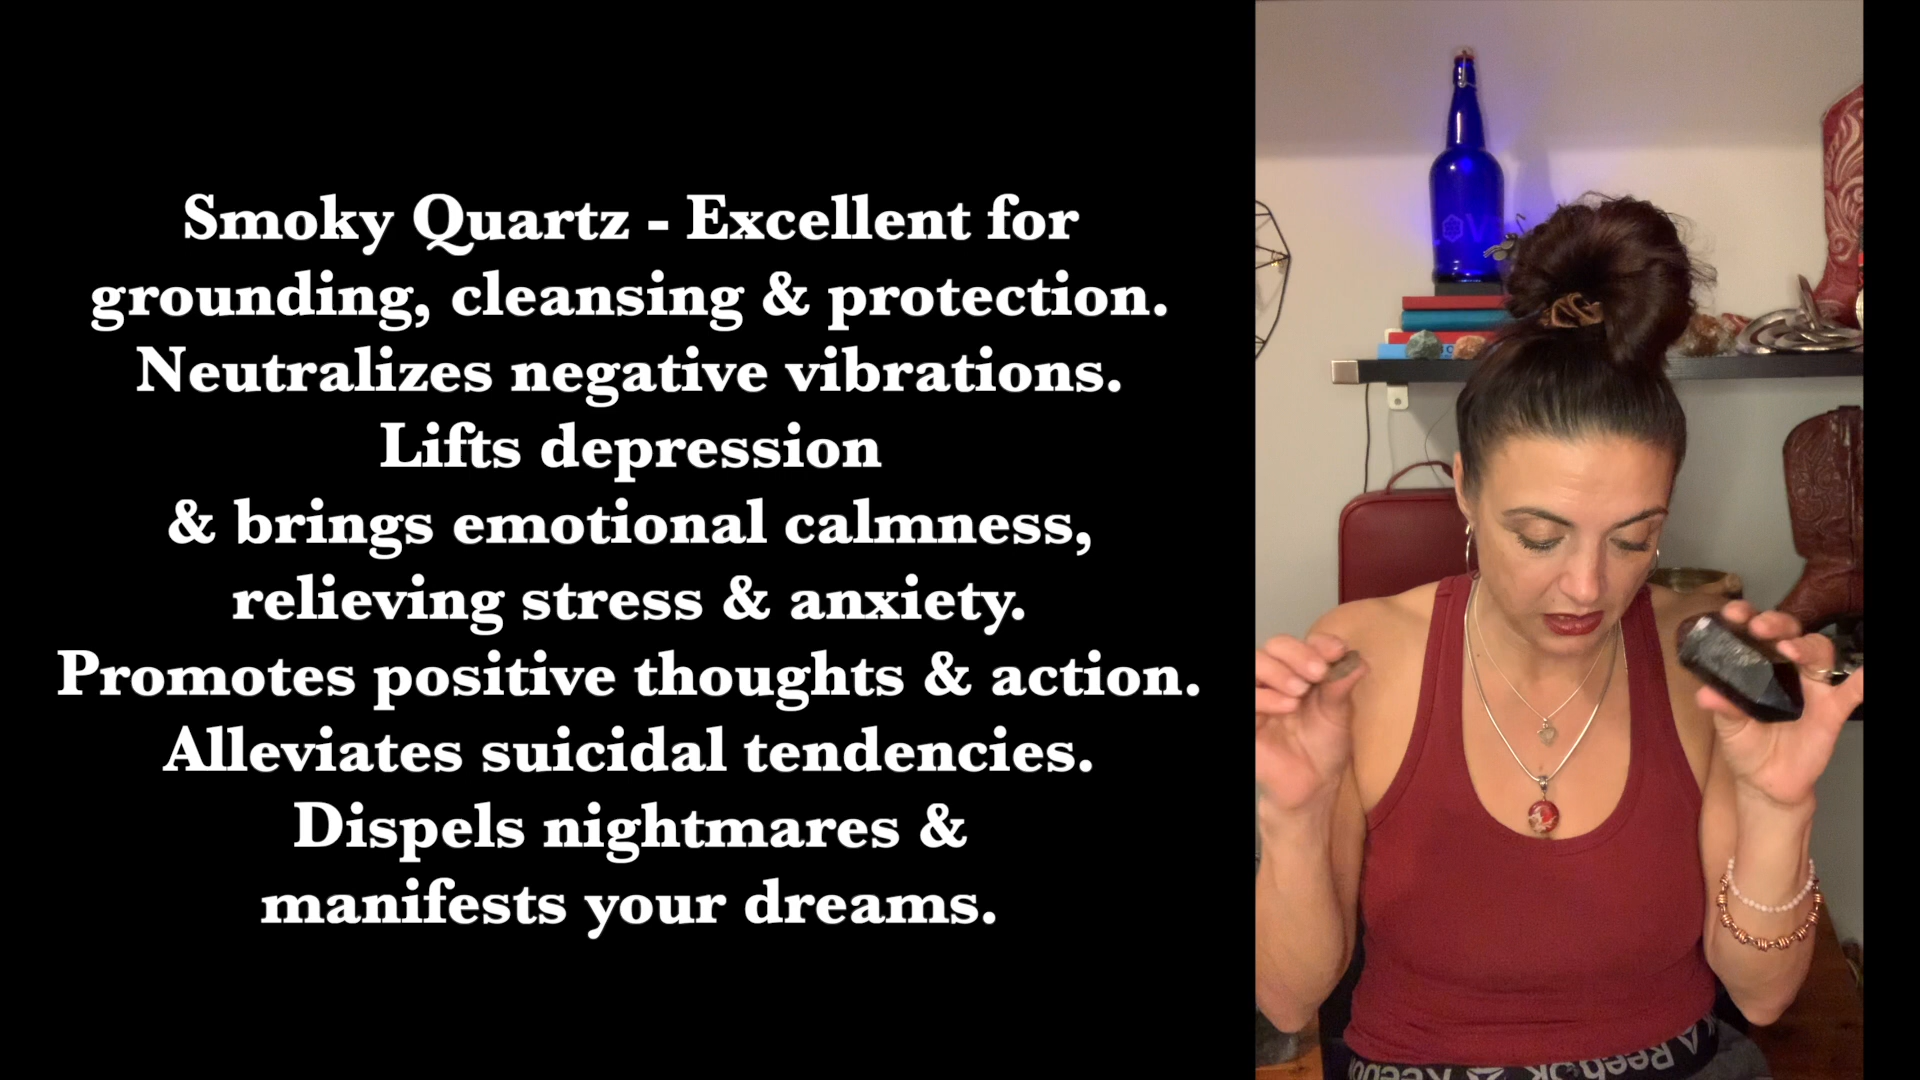 Smoky Quartz - Excellent for
grounding, cleansing & protection.
Neutralizes negative vibrations.
Lifts depression
& brings emotional calmness,
relieving stress & anxiety.
Promotes positive thoughts & action.
Alleviates suicidal tendencies.
Dispels nightmares &
manifests your dreams.
Reebok